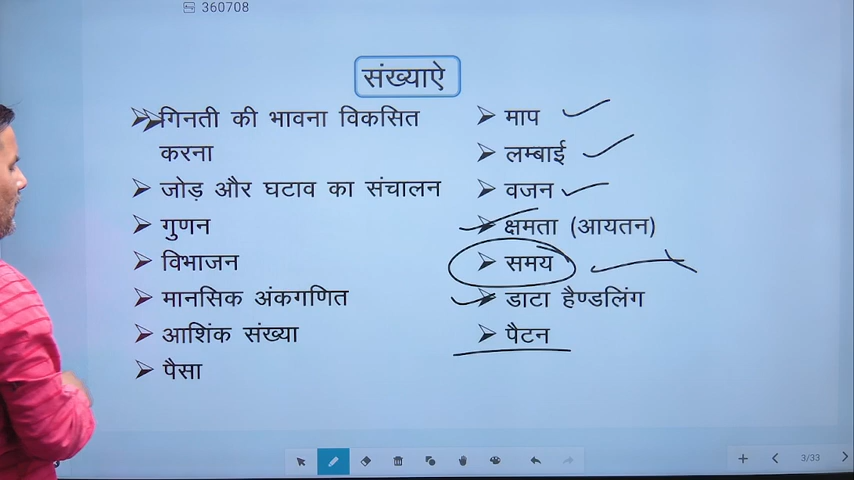 360708
संख्याऐ
गिनती की भावना विकसित
करना
जोड़ और घटाव का संचालन
गुणन
विभाजन
मानसिक अंकगणित
आशिंक संख्या
पैसा
माप
लम्बाई
वजन
क्षमता (आयतन)
समय
डाटा हैण्डलिंग
पैटन
3/33